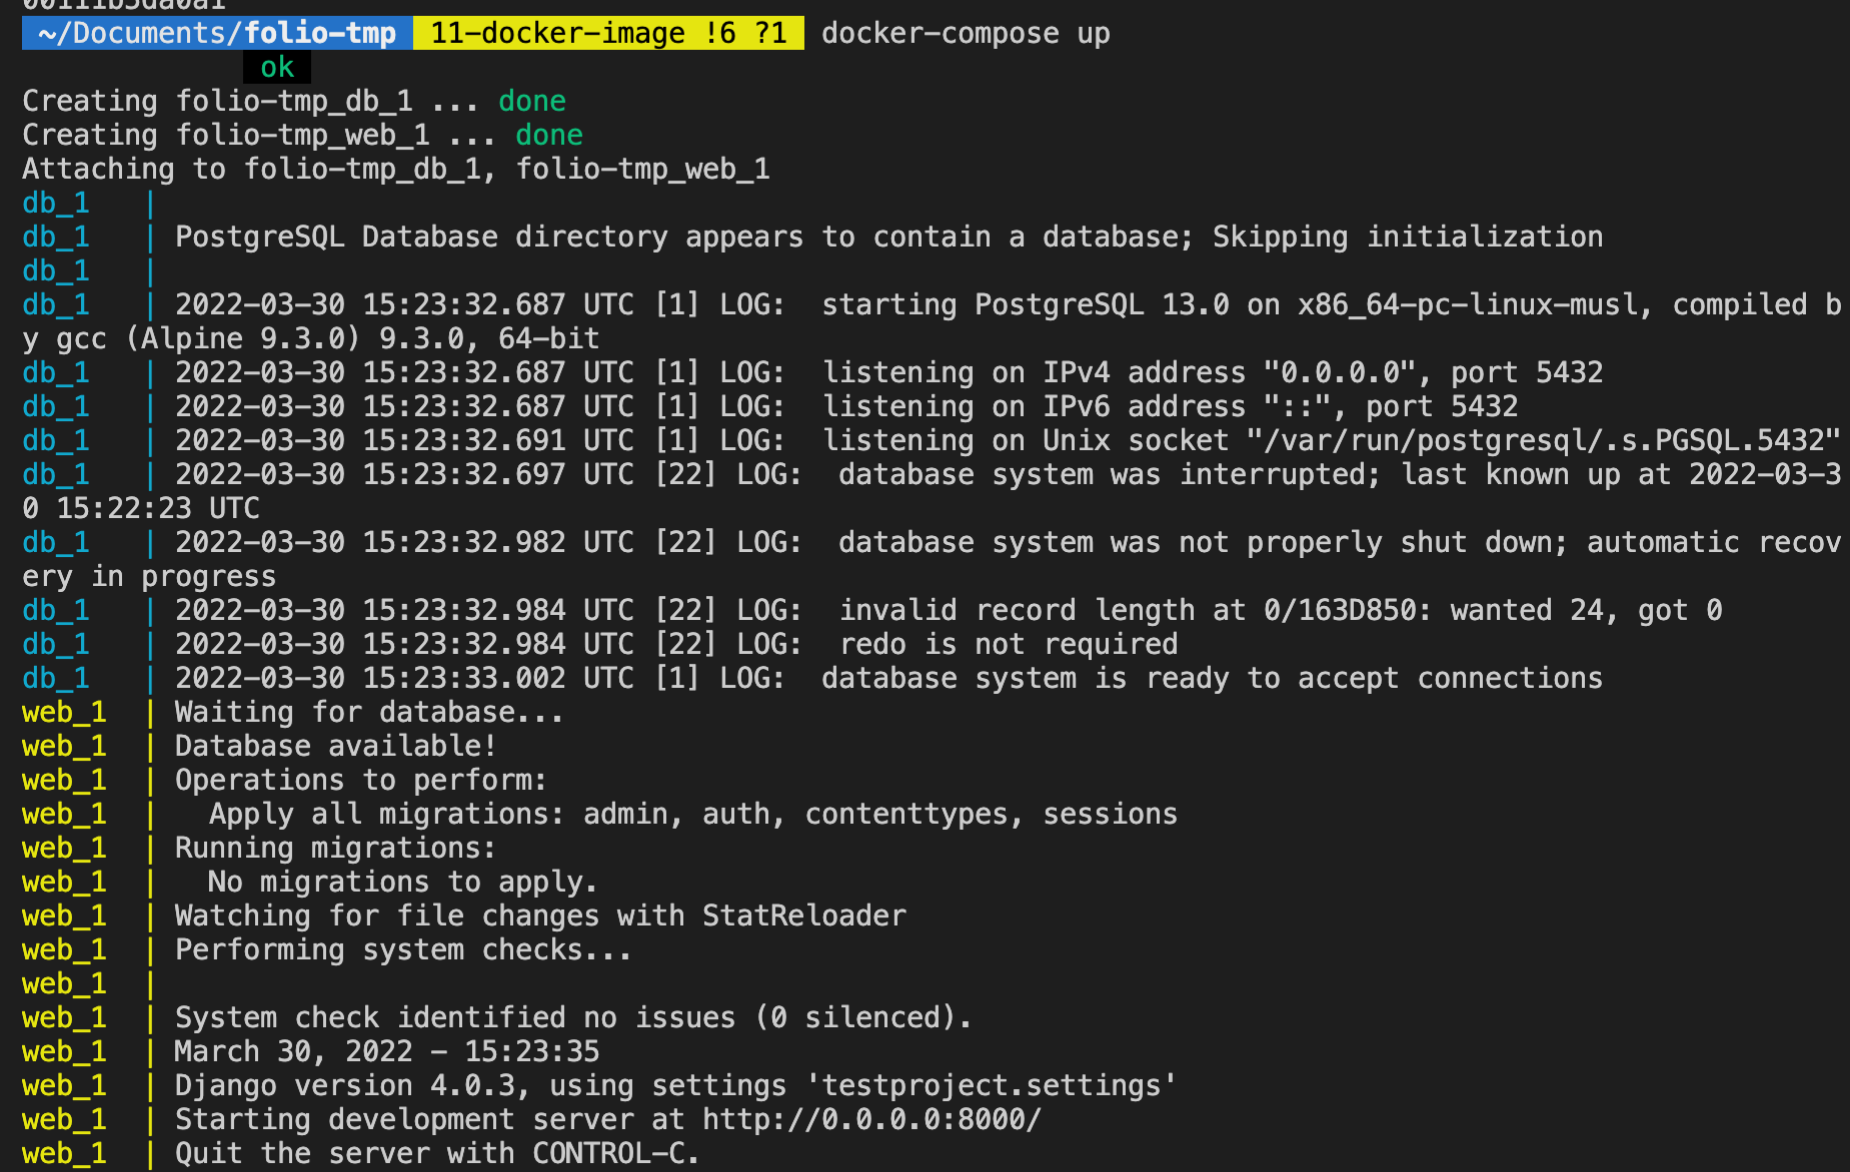 00111b5da0a1
~/Documents/folio-tmp 11-docker-image !6 ?1 docker-compose up
ok
Creating folio-tmp_db_1 ... done
Creating folio-tmp_web_1 ... done
Attaching to folio-tmp_db_1, folio-tmp_web_1
db_1   |
db_1   | PostgreSQL Database directory appears to contain a database; Skipping initialization
db_1   |
db_1   | 2022-03-30 15:23:32.687 UTC [1] LOG:  starting PostgreSQL 13.0 on x86_64-pc-linux-musl, compiled b
y gcc (Alpine 9.3.0) 9.3.0, 64-bit
db_1   | 2022-03-30 15:23:32.687 UTC [1] LOG:  listening on IPv4 address "0.0.0.0", port 5432
db_1   | 2022-03-30 15:23:32.687 UTC [1] LOG:  listening on IPv6 address "::", port 5432
db_1   | 2022-03-30 15:23:32.691 UTC [1] LOG:  listening on Unix socket "/var/run/postgresql/.s.PGSQL.5432"
db_1   | 2022-03-30 15:23:32.697 UTC [22] LOG:  database system was interrupted; last known up at 2022-03-3
0 15:22:23 UTC
db_1   | 2022-03-30 15:23:32.982 UTC [22] LOG:  database system was not properly shut down; automatic recov
ery in progress
db_1   | 2022-03-30 15:23:32.984 UTC [22] LOG:  invalid record length at 0/163D850: wanted 24, got 0
db_1   | 2022-03-30 15:23:32.984 UTC [22] LOG:  redo is not required
db_1   | 2022-03-30 15:23:33.002 UTC [1] LOG:  database system is ready to accept connections
web_1  | Waiting for database...
web_1  | Database available!
web_1  | Operations to perform:
web_1  |   Apply all migrations: admin, auth, contenttypes, sessions
web_1  | Running migrations:
web_1  |   No migrations to apply.
web_1  | Watching for file changes with StatReloader
web_1  | Performing system checks...
web_1  |
web_1  | System check identified no issues (0 silenced).
web_1  | March 30, 2022 - 15:23:35
web_1  | Django version 4.0.3, using settings 'testproject.settings'
web_1  | Starting development server at http://0.0.0.0:8000/
web_1  | Quit the server with CONTROL-C.